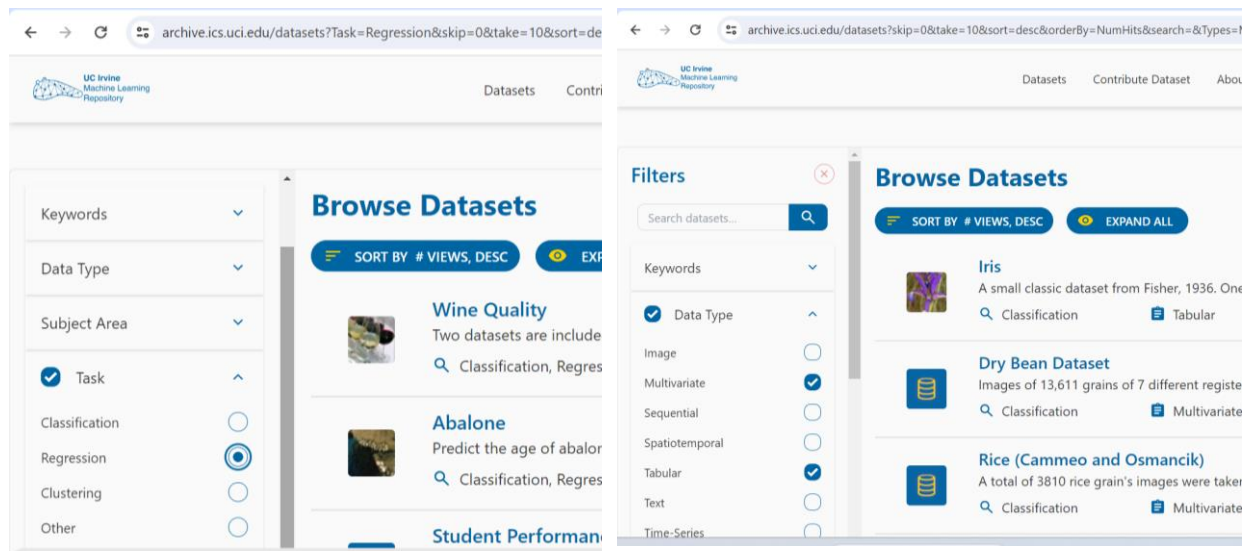 archive.ics.uci.edu/datasets?Task=Regression&skip=0&take=10&sort=de
UC Irvine
Machine Learning
Repository
Datasets Contri
Keywords
Data Type
Subject Area
Task
Classification
Regression
Clustering
Other
Browse Datasets
SORT BY # VIEWS, DESC EXP
Wine Quality
Two datasets are include
Classification, Regres
Abalone
Predict the age of abalon
Classification, Regres
Student Performan
archive.ics.uci.edu/datasets?skip=0&take=10&sort=desc&orderBy=NumHits&search=&Types=
UC Irvine
Machine Learning
Repository
Datasets Contribute Dataset Abou
Filters
Search datasets...
Keywords
Data Type
Image
Multivariate
Sequential
Spatiotemporal
Tabular
Text
Time-Series
Browse Datasets
SORT BY # VIEWS, DESC EXPAND ALL
Iris
A small classic dataset from Fisher, 1936. One
Classification Tabular
Dry Bean Dataset
Images of 13,611 grains of 7 different registe
Classification Multivariate
Rice (Cammeo and Osmancik)
A total of 3810 rice grain's images were taken
Classification Multivariate